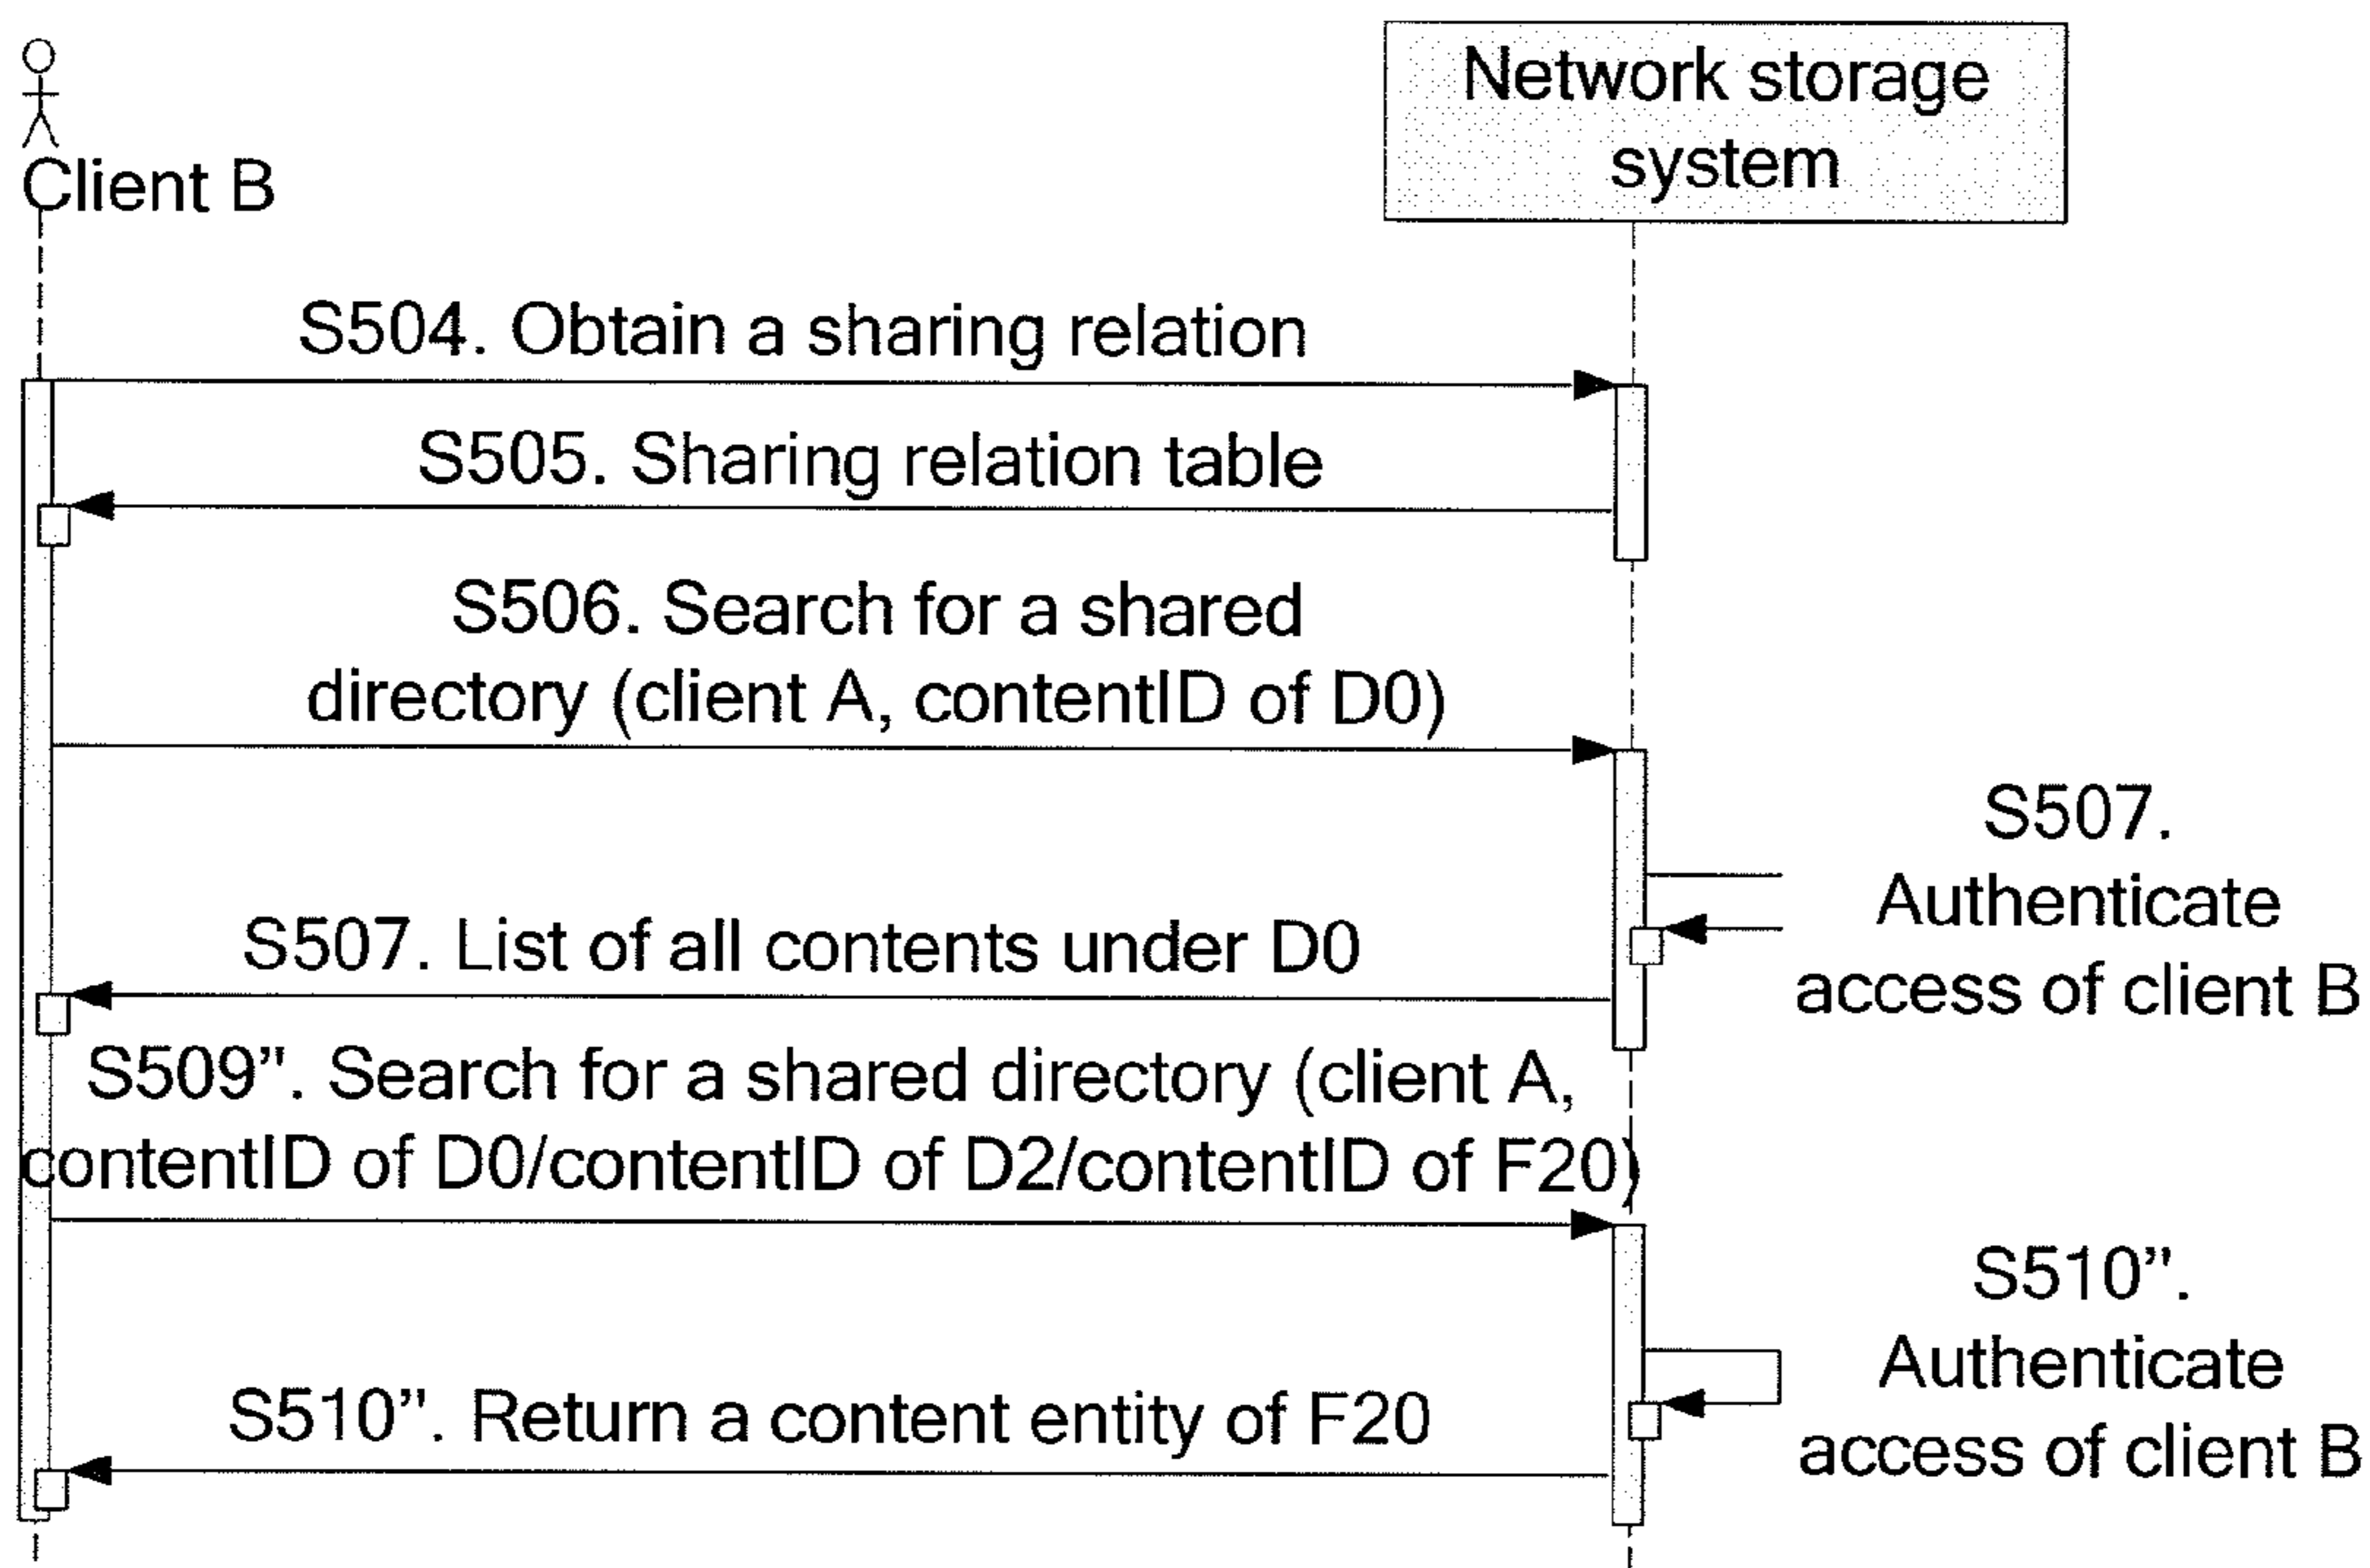 Client B
Network storage
system
S504. Obtain a sharing relation
S505. Sharing relation table
S506. Search for a shared
directory (client A, contentID of D0)
S507.
Authenticate
access of client B
S507. List of all contents under D0
S509”. Search for a shared directory (client A,
contentID of D0/contentID of D2/contentID of F20)
S510”.
Authenticate
access of client B
S510”. Return a content entity of F20